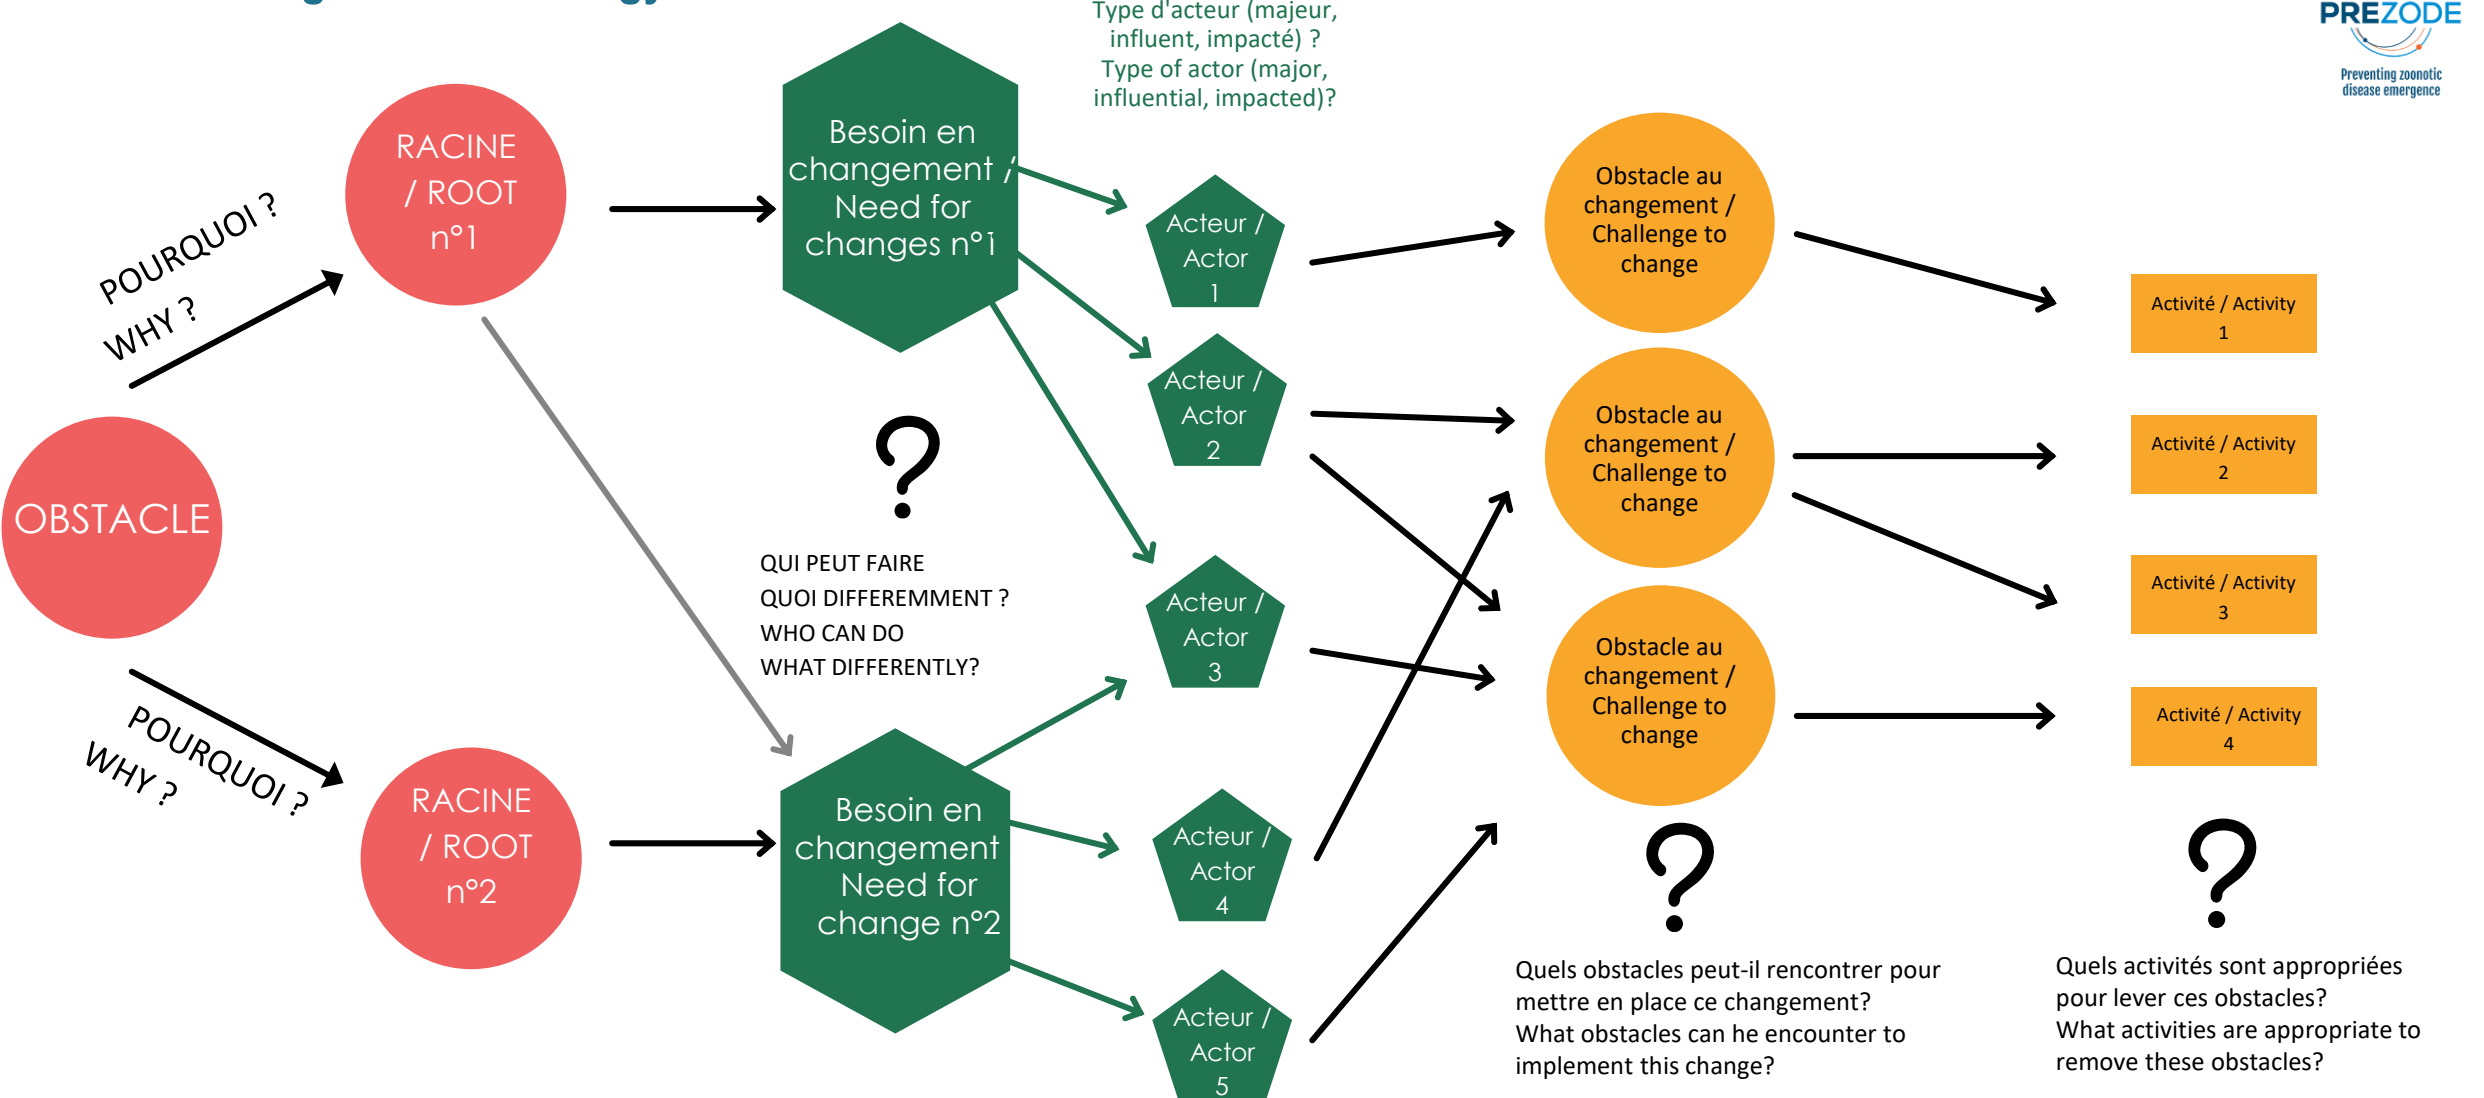 Type d'acteur (majeur,
influent, impacté) ?
Type of actor (major,
influential, impacted)?
PREZODE
Preventing zoonotic
disease emergence
POURQUOI ?
WHY ?
RACINE
/ ROOT
n°1
Besoin en
changement /
Need for
changes n°1
Acteur /
Actor
1
Obstacle au
changement /
Challenge to
change
Activité / Activity
1
Acteur /
Actor
2
Obstacle au
changement /
Challenge to
change
Activité / Activity
2
OBSTACLE
QUI PEUT FAIRE
QUOI DIFFEREMMENT ?
WHO CAN DO
WHAT DIFFERENTLY?
Acteur /
Actor
3
Obstacle au
changement /
Challenge to
change
Activité / Activity
3
Activité / Activity
4
POURQUOI ?
WHY ?
RACINE
/ ROOT
n°2
Besoin en
changement
Need for
change n°2
Acteur /
Actor
4
Acteur /
Actor
5
?
?
?
Quels obstacles peut-il rencontrer pour
mettre en place ce changement?
What obstacles can he encounter to
implement this change?
Quels activités sont appropriées
pour lever ces obstacles?
What activities are appropriate to
remove these obstacles?